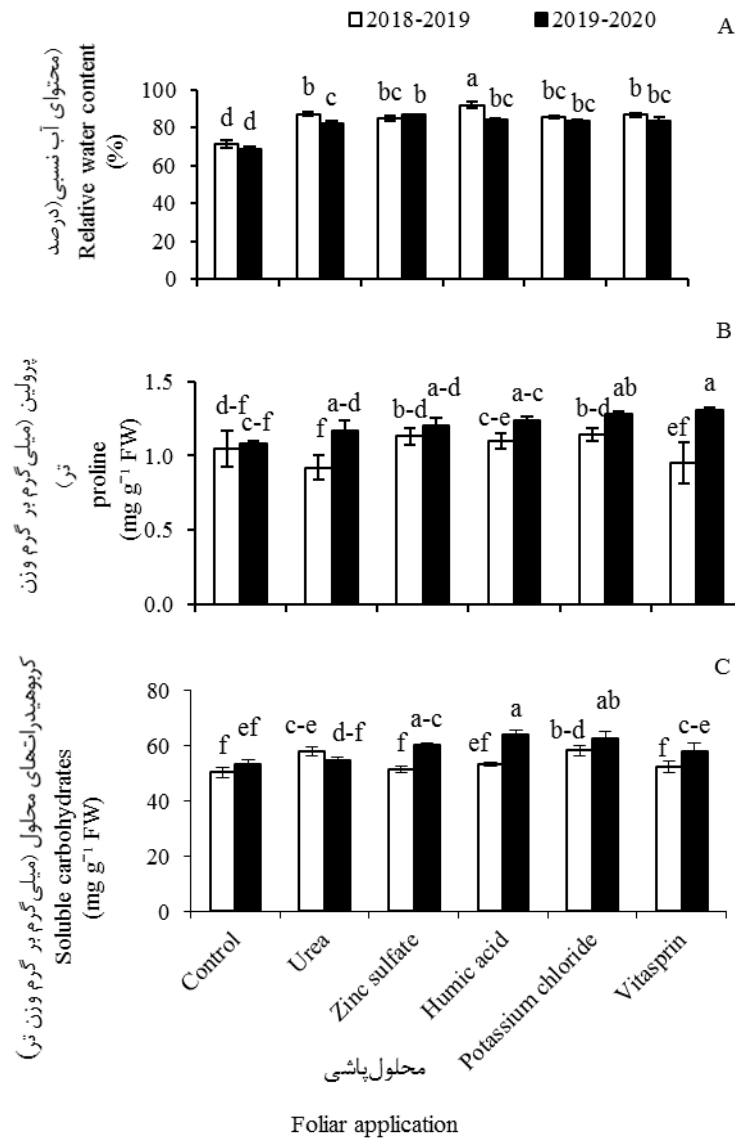 2018-2019 2019-2020
A
محتوای آب نسبی(درصد)
Relative water content
(%)
100
80
60
40
20
0
d d b c bc b a bc bc bc b bc
B
پرولین (میلی‌گرم بر گرم وزن
تر)
proline
(mg g⁻¹ FW)
1.5
1.0
0.5
0.0
d-f c-f f a-d b-d a-d c-e a-c b-d ab ef a
C
کربوهیدرات‌های محلول (میلی‌گرم بر گرم وزن تر)
Soluble carbohydrates
(mg g⁻¹ FW)
80
60
40
20
0
f ef c-e d-f f a-c ef a b-d ab f c-e
Control
Urea
Zinc sulfate
Humic acid
Potassium chloride
Vitasprin
محلول‌پاشی
Foliar application